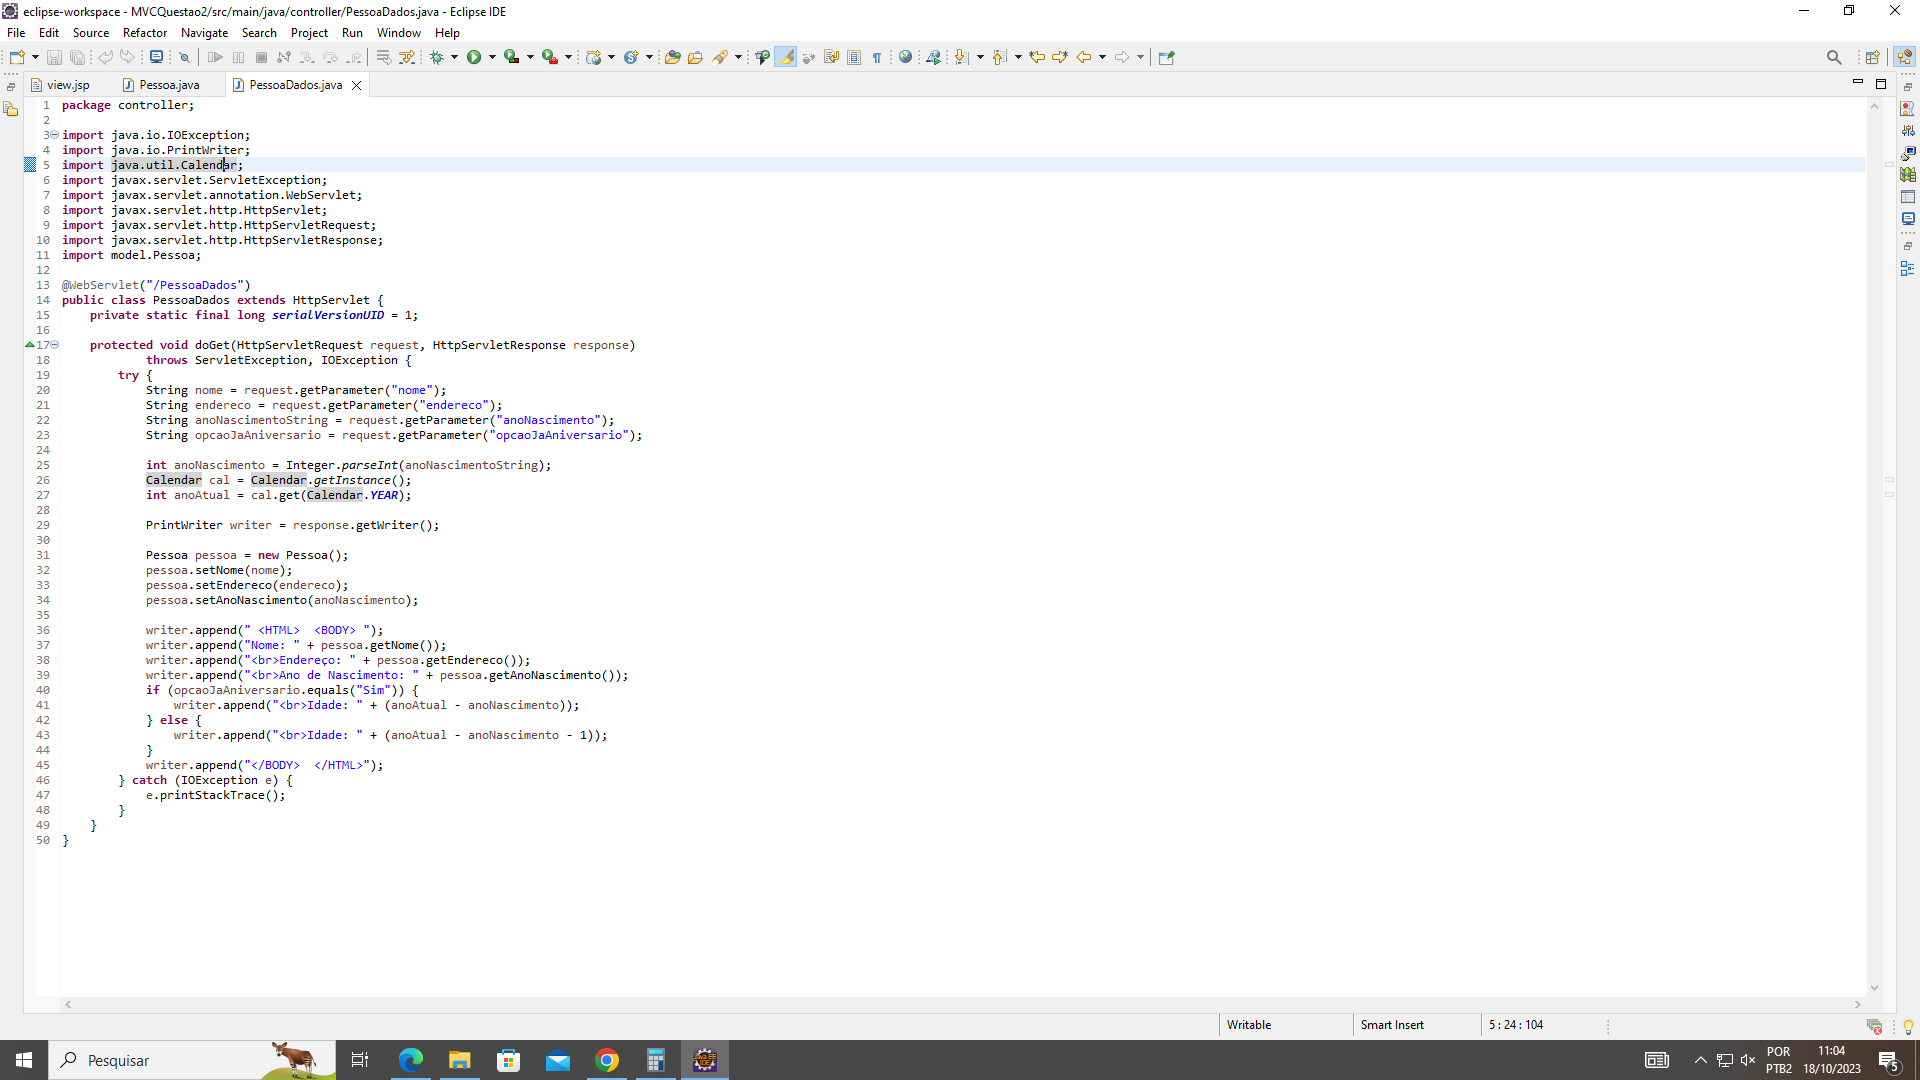 eclipse-workspace - MVCQuestao2/src/main/java/controller/PessoaDados.java - Eclipse IDE
File Edit Source Refactor Navigate Search Project Run Window Help
view.jsp Pessoa.java PessoaDados.java
1 package controller;
2
3 import java.io.IOException;
4 import java.io.PrintWriter;
5 import java.util.Calendar;
6 import javax.servlet.ServletException;
7 import javax.servlet.annotation.WebServlet;
8 import javax.servlet.http.HttpServlet;
9 import javax.servlet.http.HttpServletRequest;
10 import javax.servlet.http.HttpServletResponse;
11 import model.Pessoa;
12
13 @WebServlet("/PessoaDados")
14 public class PessoaDados extends HttpServlet {
15 private static final long serialVersionUID = 1;
16
17 protected void doGet(HttpServletRequest request, HttpServletResponse response)
18 throws ServletException, IOException {
19 try {
20 String nome = request.getParameter("nome");
21 String endereco = request.getParameter("endereco");
22 String anoNascimentoString = request.getParameter("anoNascimento");
23 String opcaoJaAniversario = request.getParameter("opcaoJaAniversario");
24
25 int anoNascimento = Integer.parseInt(anoNascimentoString);
26 Calendar cal = Calendar.getInstance();
27 int anoAtual = cal.get(Calendar.YEAR);
28
29 PrintWriter writer = response.getWriter();
30
31 Pessoa pessoa = new Pessoa();
32 pessoa.setNome(nome);
33 pessoa.setEndereco(endereco);
34 pessoa.setAnoNascimento(anoNascimento);
35
36 writer.append(" <HTML>  <BODY> ");
37 writer.append("Nome: " + pessoa.getNome());
38 writer.append("<br>Endereço: " + pessoa.getEndereco());
39 writer.append("<br>Ano de Nascimento: " + pessoa.getAnoNascimento());
40 if (opcaoJaAniversario.equals("Sim")) {
41 writer.append("<br>Idade: " + (anoAtual - anoNascimento));
42 } else {
43 writer.append("<br>Idade: " + (anoAtual - anoNascimento - 1));
44 }
45 writer.append("</BODY>  </HTML>");
46 } catch (IOException e) {
47 e.printStackTrace();
48 }
49 }
50 }
Writable Smart Insert 5 : 24 : 104
Pesquisar
POR 11:04
PTB2 18/10/2023 5